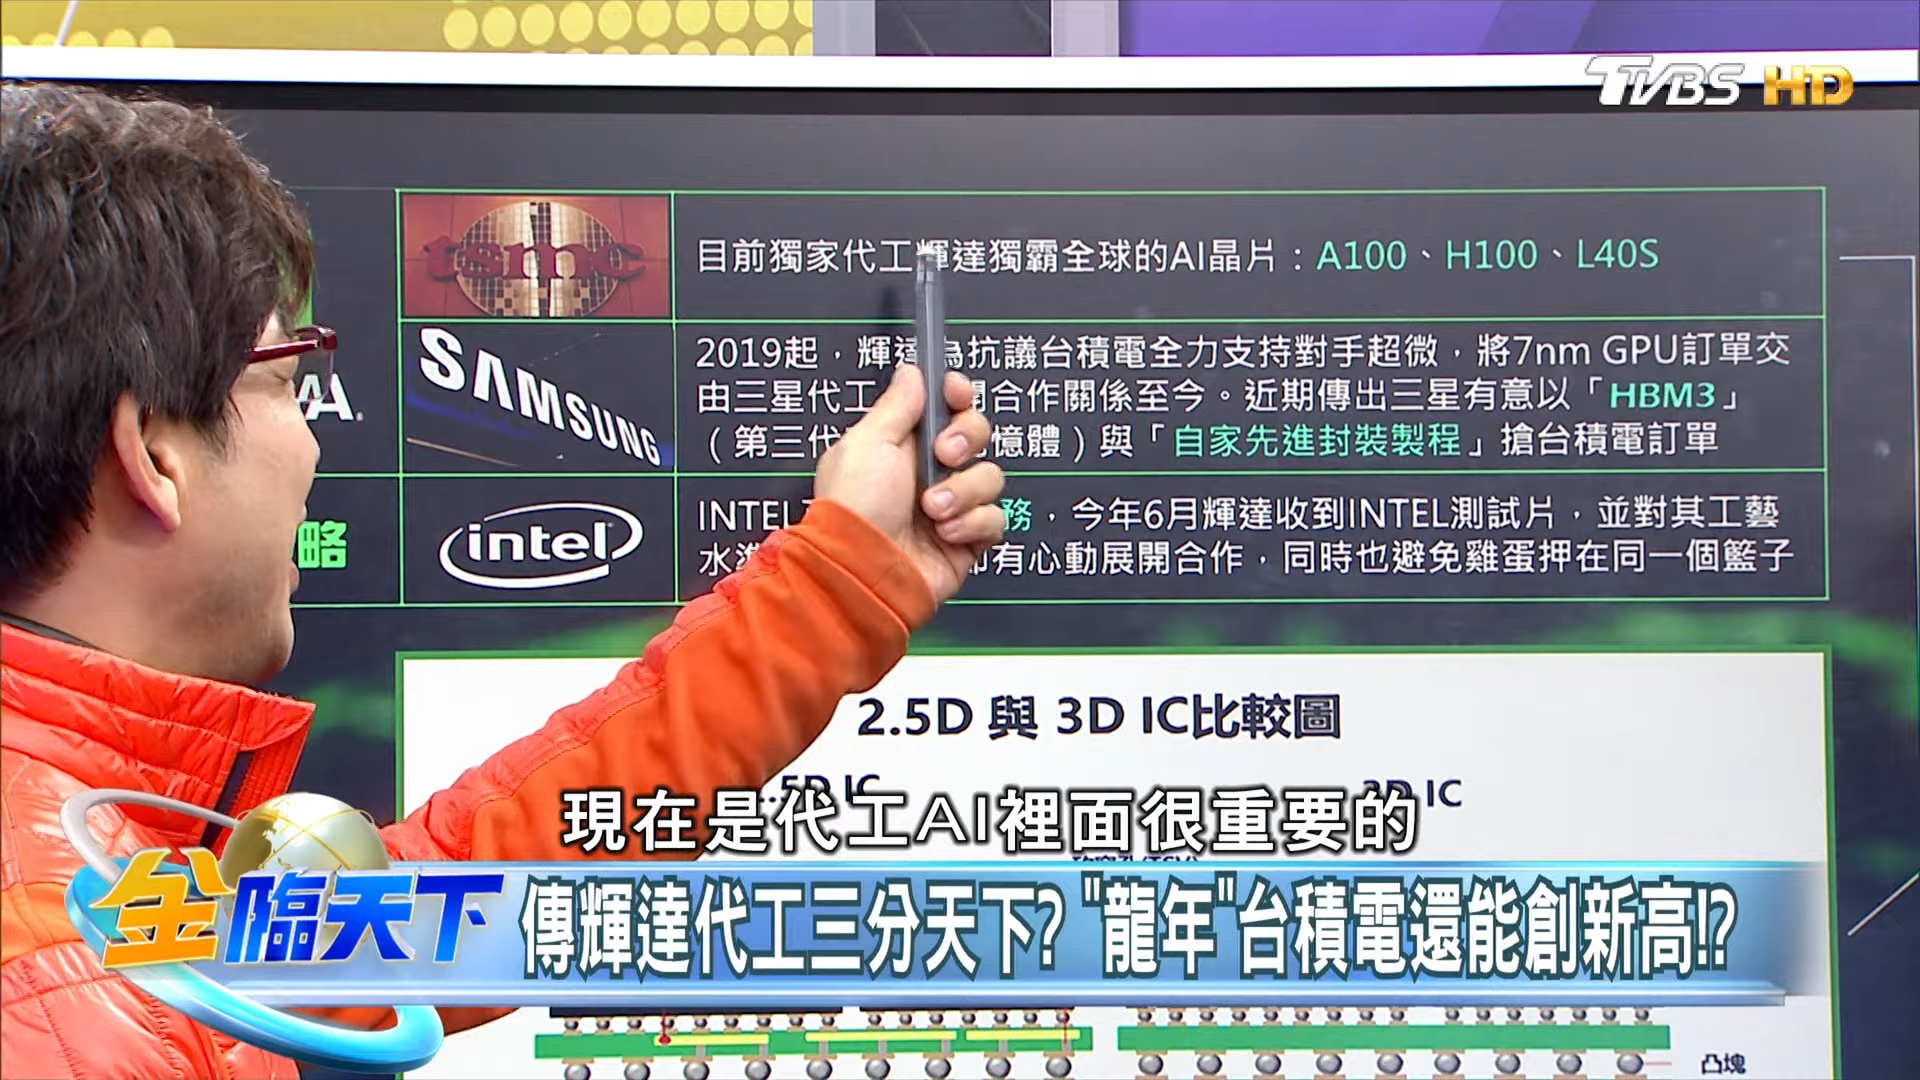 TVBS HD
tsmc
目前獨家代工輝達獨霸全球的AI晶片：A100、H100、L40S
SAMSUNG
2019起，輝達為抗議台積電全力支持對手超微，將7nm GPU訂單交
由三星代工 合作關係至今。近期傳出三星有意以「HBM3」
（第三代 憶體）與「自家先進封裝製程」搶台積電訂單
A.
略
intel
INTEL 務，今年6月輝達收到INTEL測試片，並對其工藝
水準 有心動展開合作，同時也避免雞蛋押在同一個籃子
2.5D 與 3D IC比較圖
.5D IC
3D IC
現在是代工AI裡面很重要的
(TSV)
金臨天下
傳輝達代工三分天下？"龍年"台積電還能創新高!?
凸塊